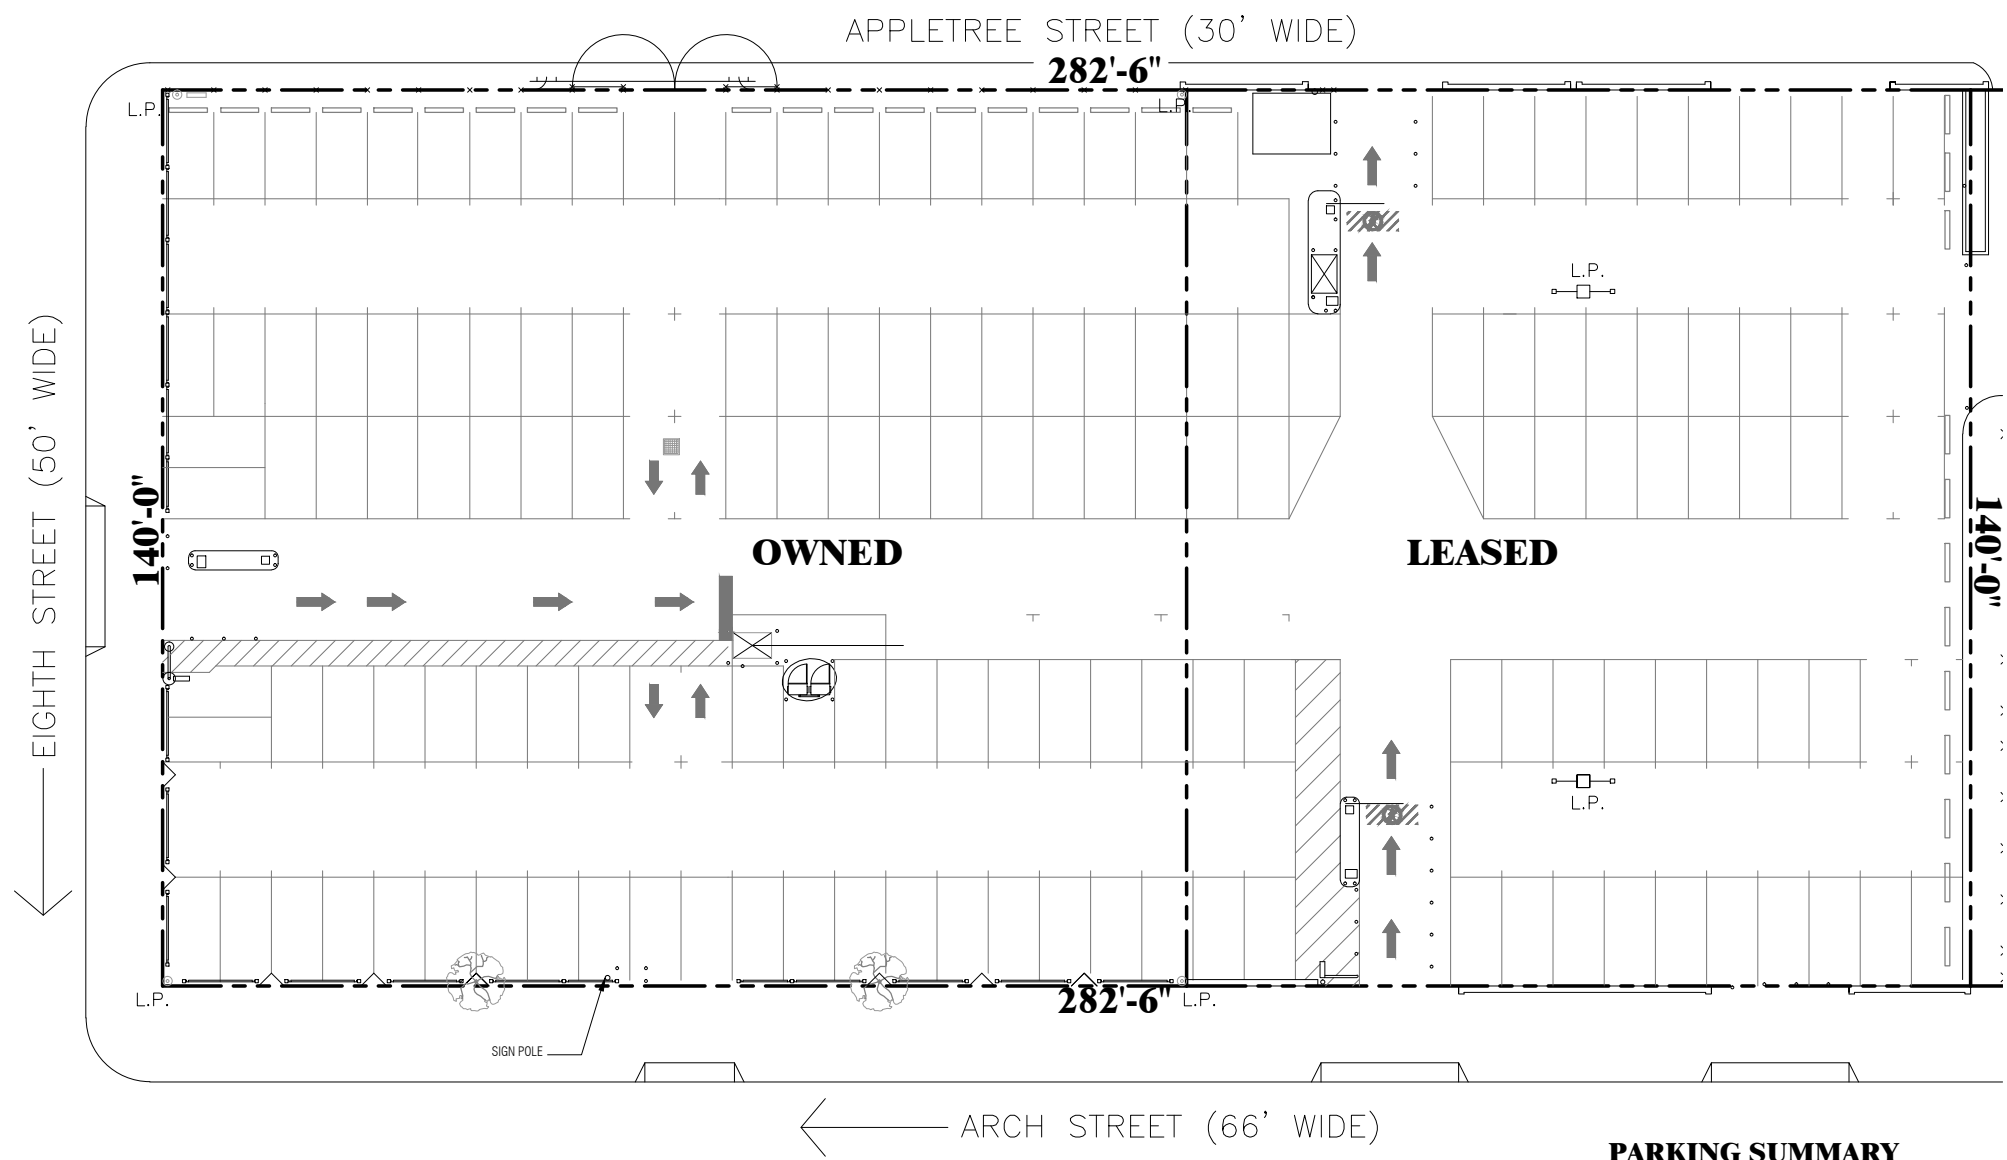 APPLETREE STREET (30' WIDE)
282'-6"
L.P.
L.P.
L.P.
EIGHTH STREET (50' WIDE)
140'-0"
OWNED
LEASED
140'-0"
L.P.
L.P.
282'-6"
L.P.
SIGN POLE
ARCH STREET (66' WIDE)
PARKING SUMMARY